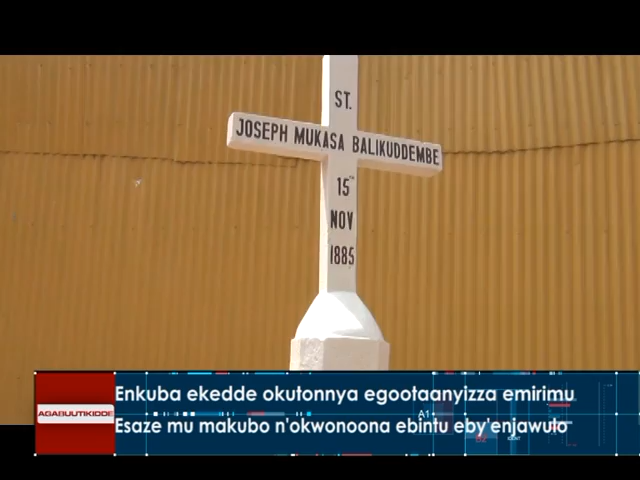 ST.
JOSEPH MUKASA BALIKUDDEMBE
15TH
NOV
1885
AGABUUTIKIDDE
Enkuba ekedde okutonnya egootaanyizza emirimu
Esaze mu makubo n'okwonoona ebintu eby'enjawulo
A1